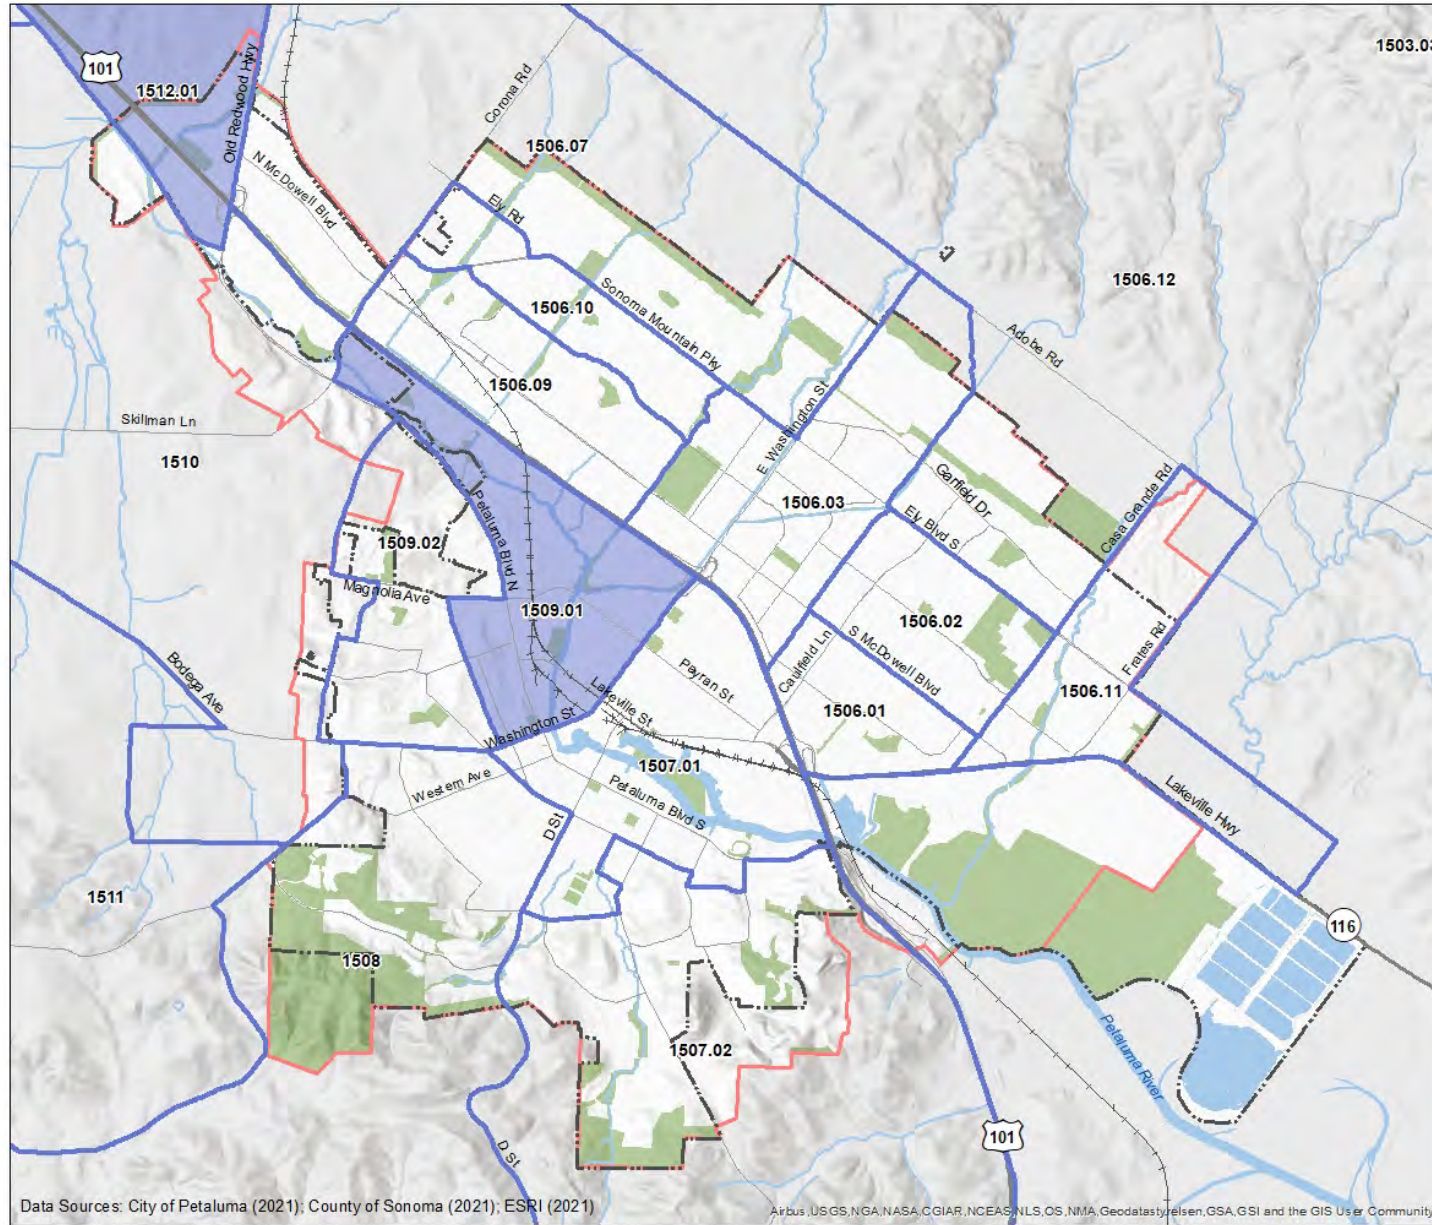 1503.03
101
1512.01
Old Redwood Hwy
Corona Rd
1506.07
N McDowell Blvd
Ely Rd
1506.12
Sonoma Mountain Pky
1506.10
Adobe Rd
1506.09
E Washington St
Skillman Ln
1510
Garfield Dr
Casa Grande Rd
1506.03
Petaluma Blvd N
Ely Blvd S
1509.02
Magnolia Ave
1509.01
1506.02
Frates Rd
Caulfield Ln
S McDowell Blvd
Payran St
Bodega Ave
1506.11
Lakeville St
1506.01
Washington St
1507.01
Western Ave
Petaluma Blvd S
Lakeville Hwy
D St
1511
116
1508
1507.02
Petaluma River
101
D St
Data Sources: City of Petaluma (2021); County of Sonoma (2021); ESRI (2021)
Airbus,USGS,NGA,NASA,CGIAR,NCEAS,NLS,OS,NMA,Geodatastyrelsen,GSA,GSI and the GIS User Community